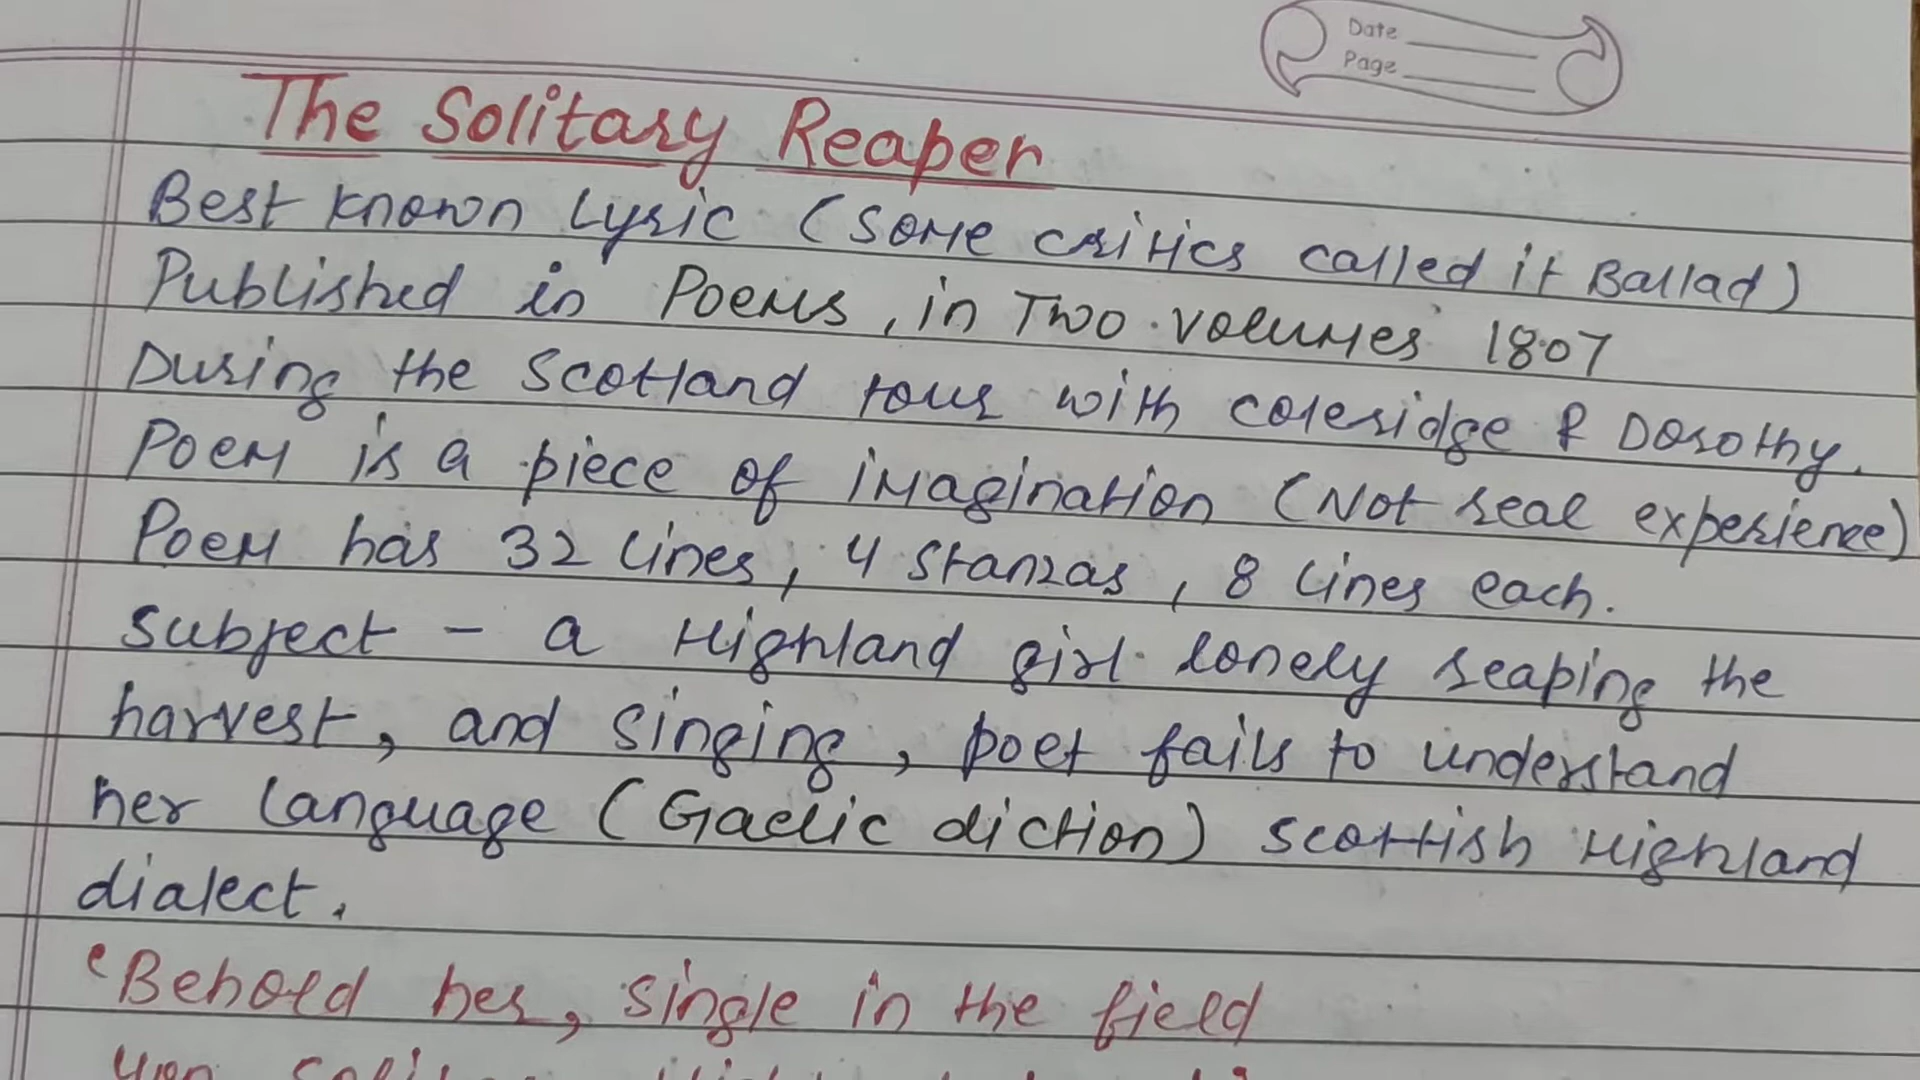 Date
Page
The Solitary Reaper
Best known Lyric (some critics called it Ballad)
Published in Poems, in Two volumes 1807
During the Scotland tour with coleridge & Dorothy.
Poem is a piece of imagination (Not real experience)
Poem has 32 lines, 4 stanzas, 8 lines each.
subject - a Highland girl lonely reaping the
harvest, and singing, poet fails to understand
her language (Gaelic diction) scottish Highland
dialect.
'Behold her, single in the field